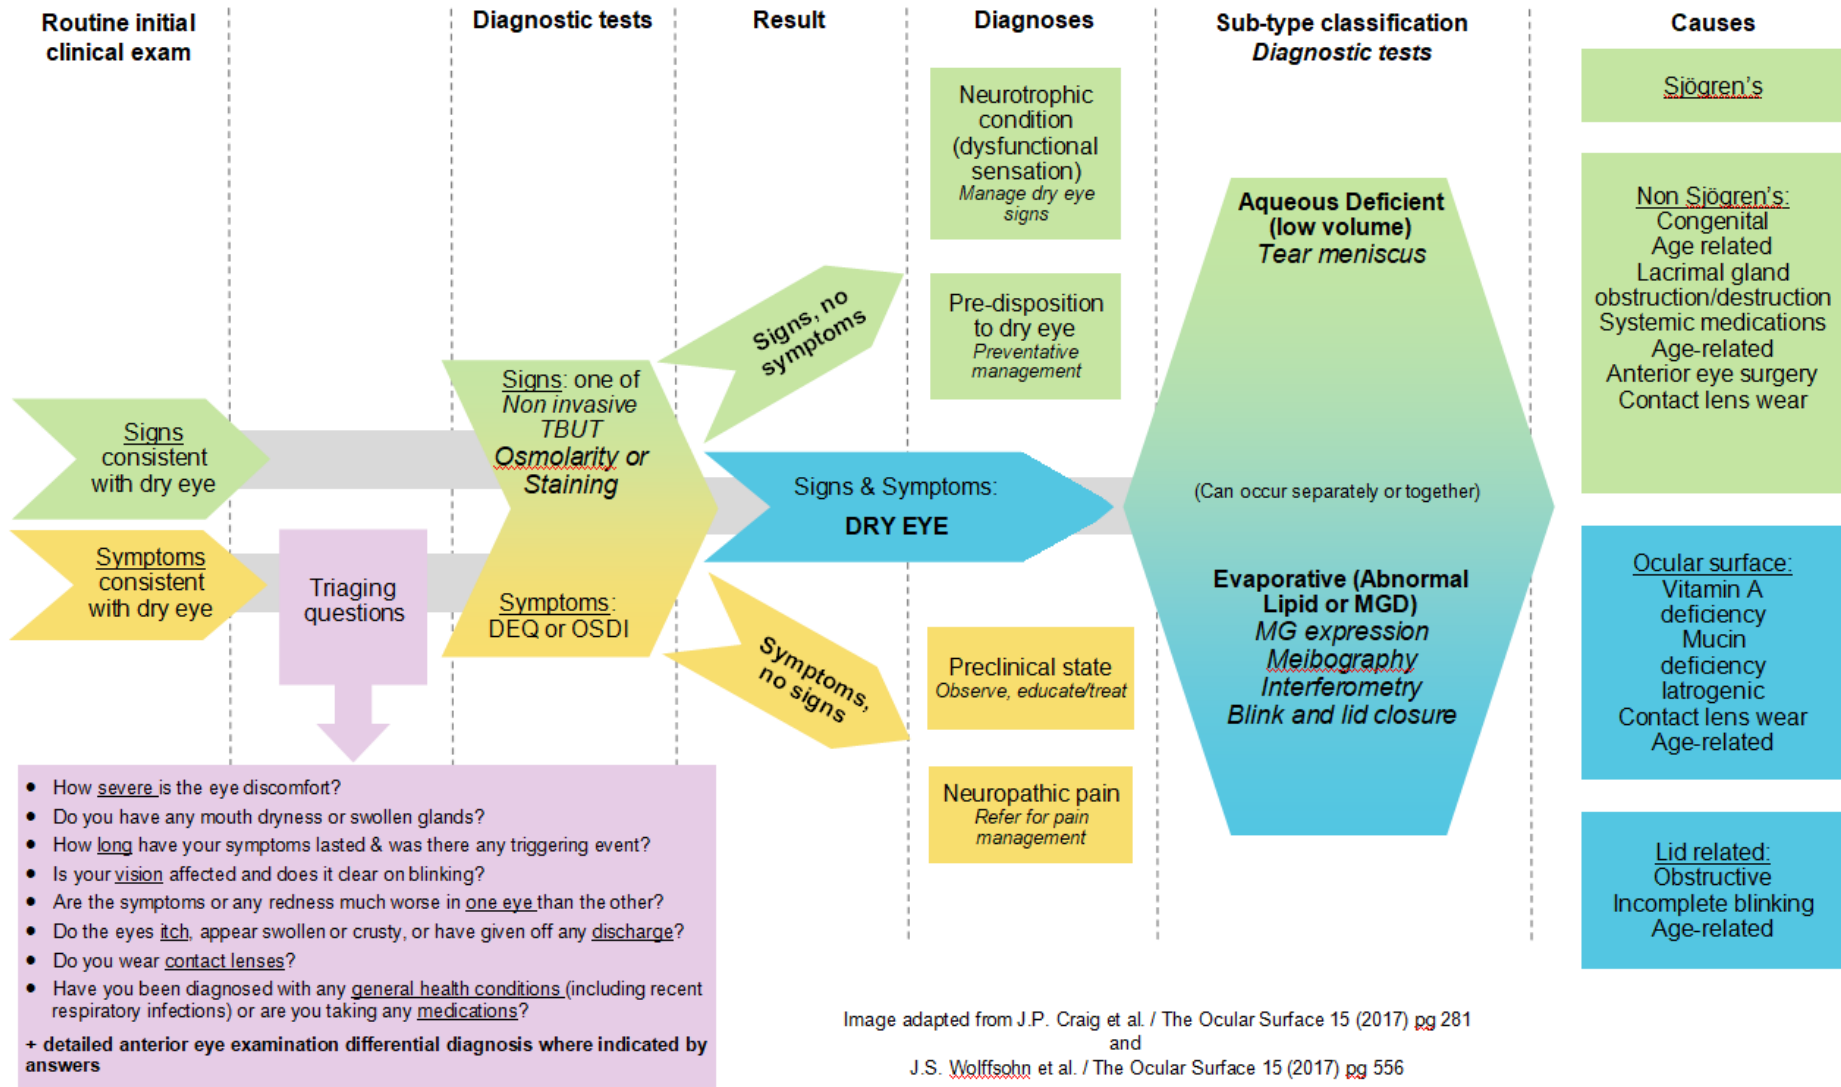 Routine initial
clinical exam
Diagnostic tests
Result
Diagnoses
Sub-type classification
Diagnostic tests
Causes
Signs
consistent
with dry eye
Symptoms
consistent
with dry eye
Triaging
questions
Signs: one of
Non invasive
TBUT
Osmolarity or
Staining
Symptoms:
DEQ or OSDI
Signs, no
symptoms
Signs & Symptoms:
DRY EYE
Symptoms,
no signs
Neurotrophic
condition
(dysfunctional
sensation)
Manage dry eye
signs
Pre-disposition
to dry eye
Preventative
management
Preclinical state
Observe, educate/treat
Neuropathic pain
Refer for pain
management
Aqueous Deficient
(low volume)
Tear meniscus
(Can occur separately or together)
Evaporative (Abnormal
Lipid or MGD)
MG expression
Meibography
Interferometry
Blink and lid closure
Sjögren's
Non Sjögren's:
Congenital
Age related
Lacrimal gland
obstruction/destruction
Systemic medications
Age-related
Anterior eye surgery
Contact lens wear
Ocular surface:
Vitamin A
deficiency
Mucin
deficiency
Iatrogenic
Contact lens wear
Age-related
Lid related:
Obstructive
Incomplete blinking
Age-related
• How severe is the eye discomfort?
• Do you have any mouth dryness or swollen glands?
• How long have your symptoms lasted & was there any triggering event?
• Is your vision affected and does it clear on blinking?
• Are the symptoms or any redness much worse in one eye than the other?
• Do the eyes itch, appear swollen or crusty, or have given off any discharge?
• Do you wear contact lenses?
• Have you been diagnosed with any general health conditions (including recent
respiratory infections) or are you taking any medications?
+ detailed anterior eye examination differential diagnosis where indicated by
answers
Image adapted from J.P. Craig et al. / The Ocular Surface 15 (2017) pg 281
and
J.S. Wolffsohn et al. / The Ocular Surface 15 (2017) pg 556